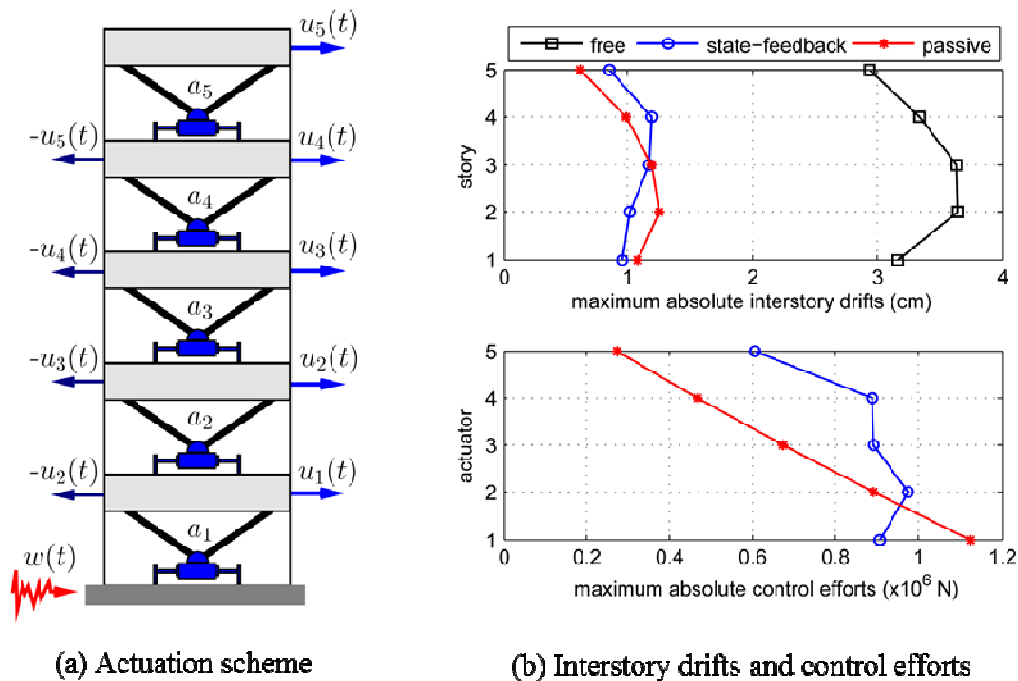 u₅(t)
a₅
-u₅(t) u₄(t)
a₄
-u₄(t) u₃(t)
a₃
-u₃(t) u₂(t)
a₂
-u₂(t) u₁(t)
a₁
w(t)
(a) Actuation scheme
free state-feedback passive
5
4
3
2
1
story
0 1 2 3 4
maximum absolute interstory drifts (cm)
5
4
3
2
1
actuator
0 0.2 0.4 0.6 0.8 1 1.2
maximum absolute control efforts (x10⁶ N)
(b) Interstory drifts and control efforts